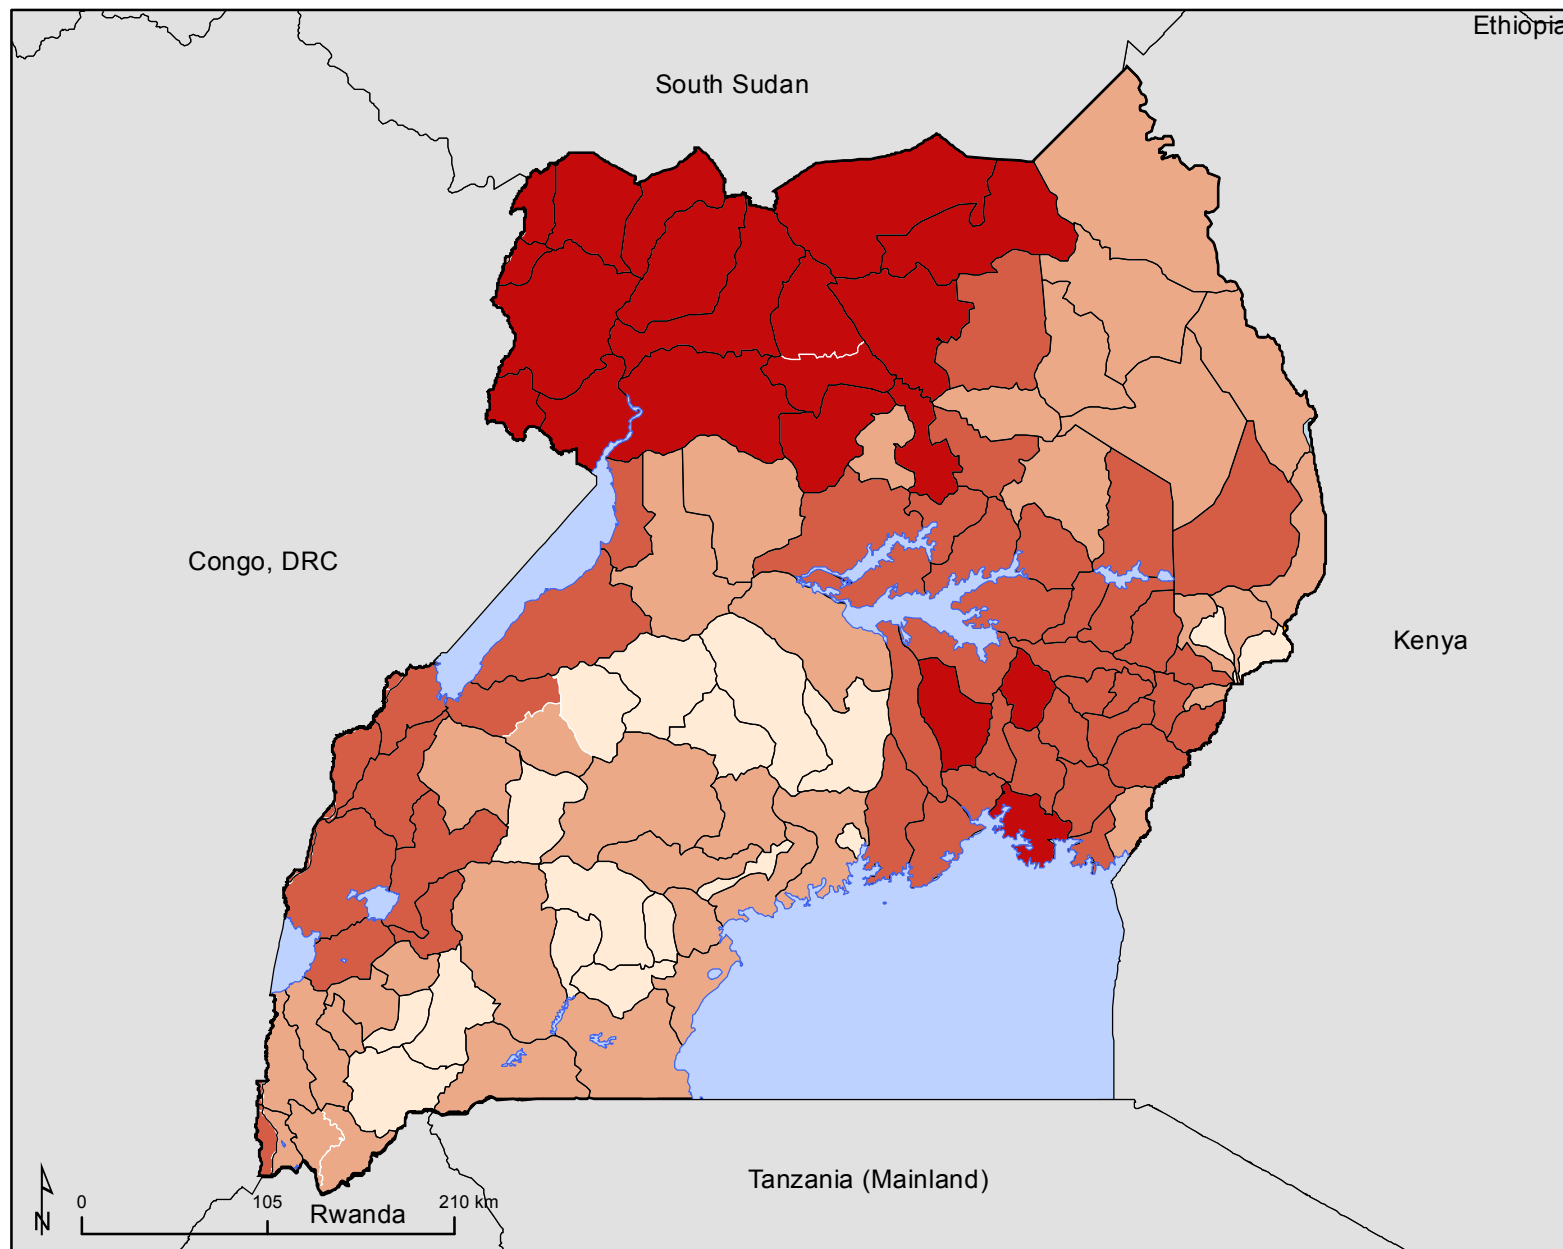 Ethiopia
South Sudan
Congo, DRC
Kenya
Tanzania (Mainland)
0 105 210 km
Rwanda
N